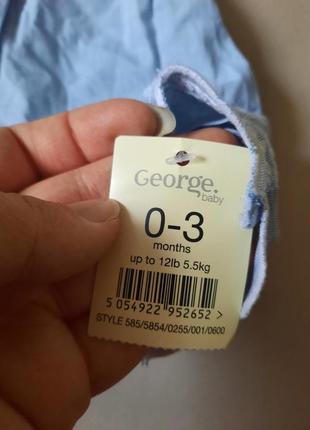 George.
baby
0-3
months
up to 12lb 5.5kg
5 054922 952652 >
STYLE 585/5854/0255/001/0600